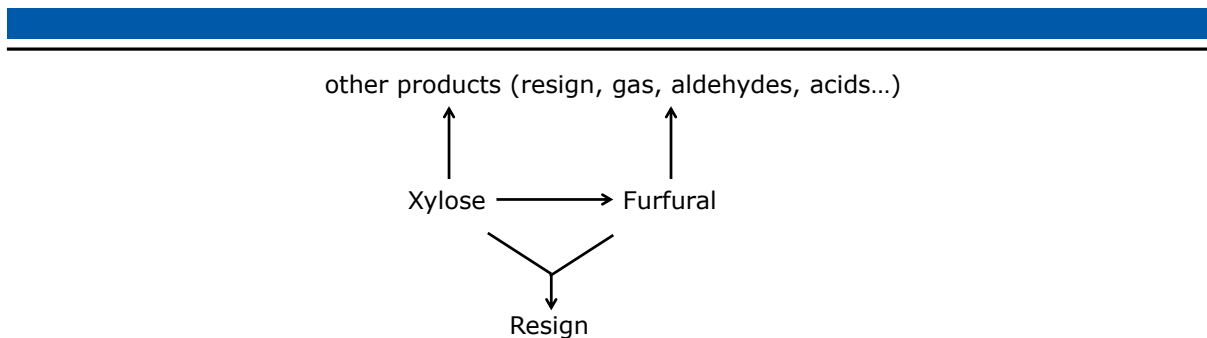 other products (resign, gas, aldehydes, acids...)
Xylose Furfural
Resign